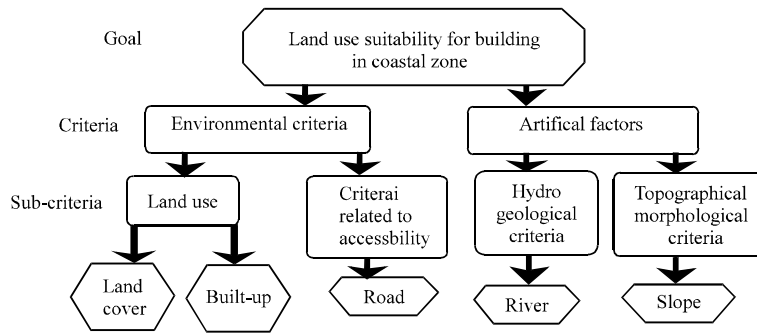 Goal
Land use suitability for building
in coastal zone
Criteria
Environmental criteria
Artifical factors
Sub-criteria
Land use
Criterai
related to
accessbility
Hydro
geological
criteria
Topographical
morphological
criteria
Land
cover
Built-up
Road
River
Slope